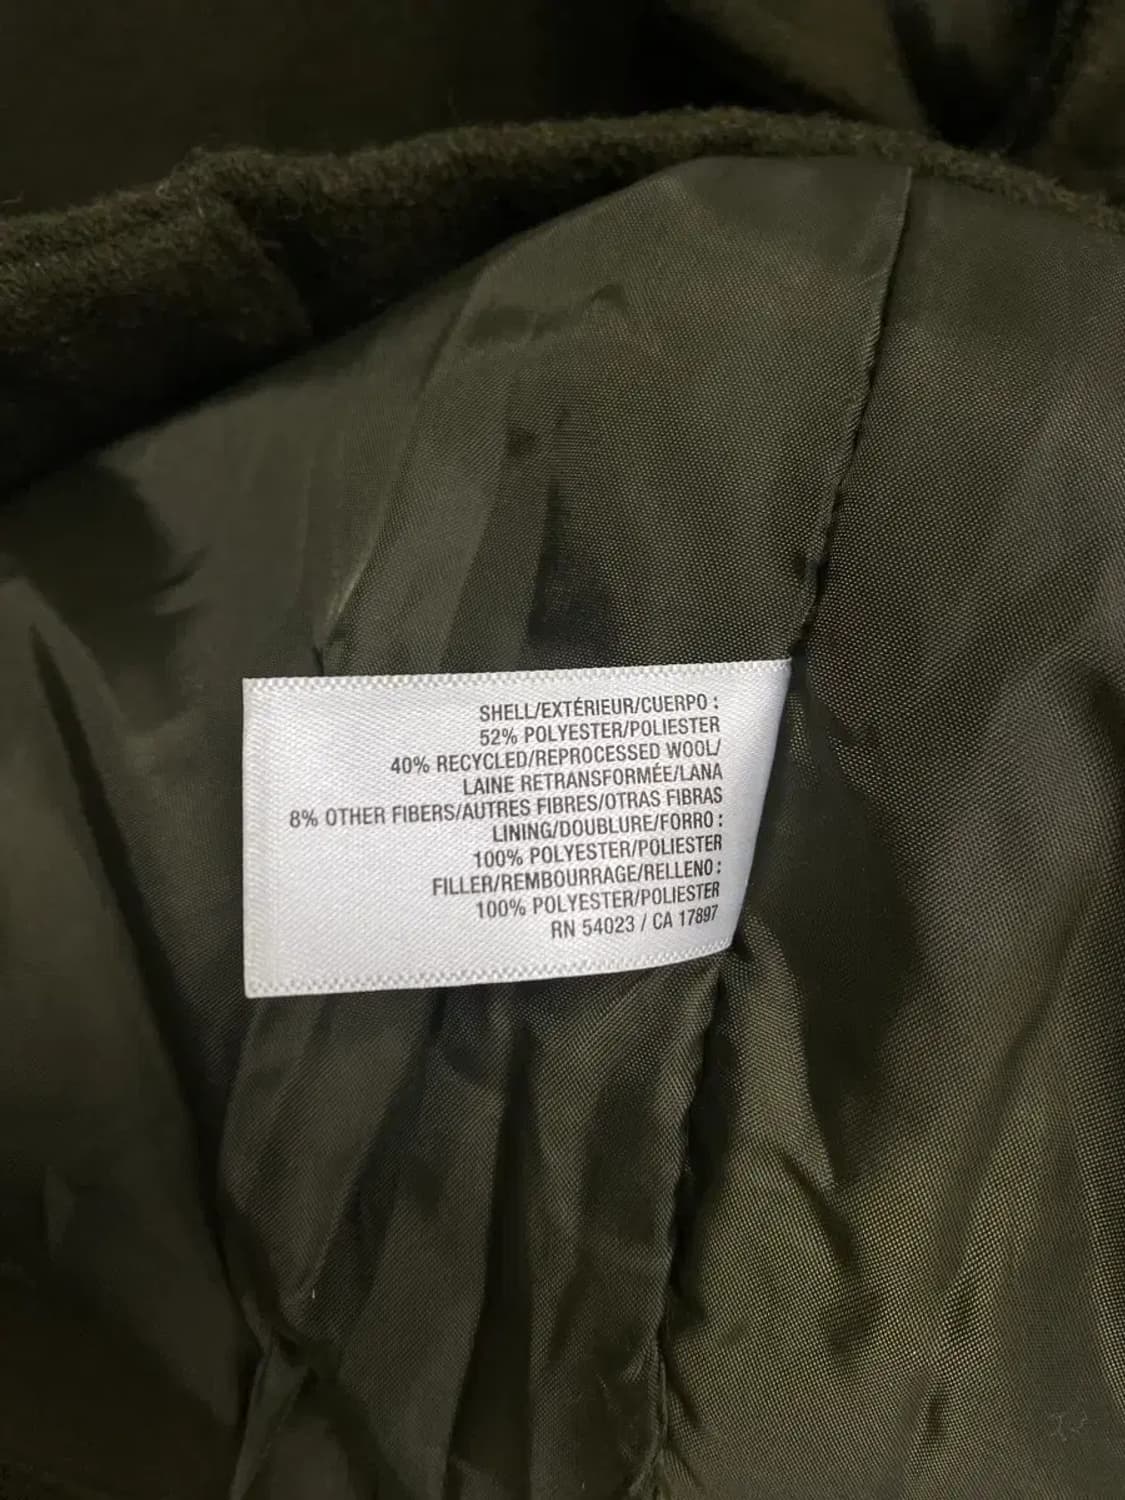 SHELL/EXTÉRIEUR/CUERPO :
52% POLYESTER/POLIESTER
40% RECYCLED/REPROCESSED WOOL/
LAINE RETRANSFORMÉE/LANA
8% OTHER FIBERS/AUTRES FIBRES/OTRAS FIBRAS
LINING/DOUBLURE/FORRO :
100% POLYESTER/POLIESTER
FILLER/REMBOURRAGE/RELLENO :
100% POLYESTER/POLIESTER
RN 54023 / CA 17897